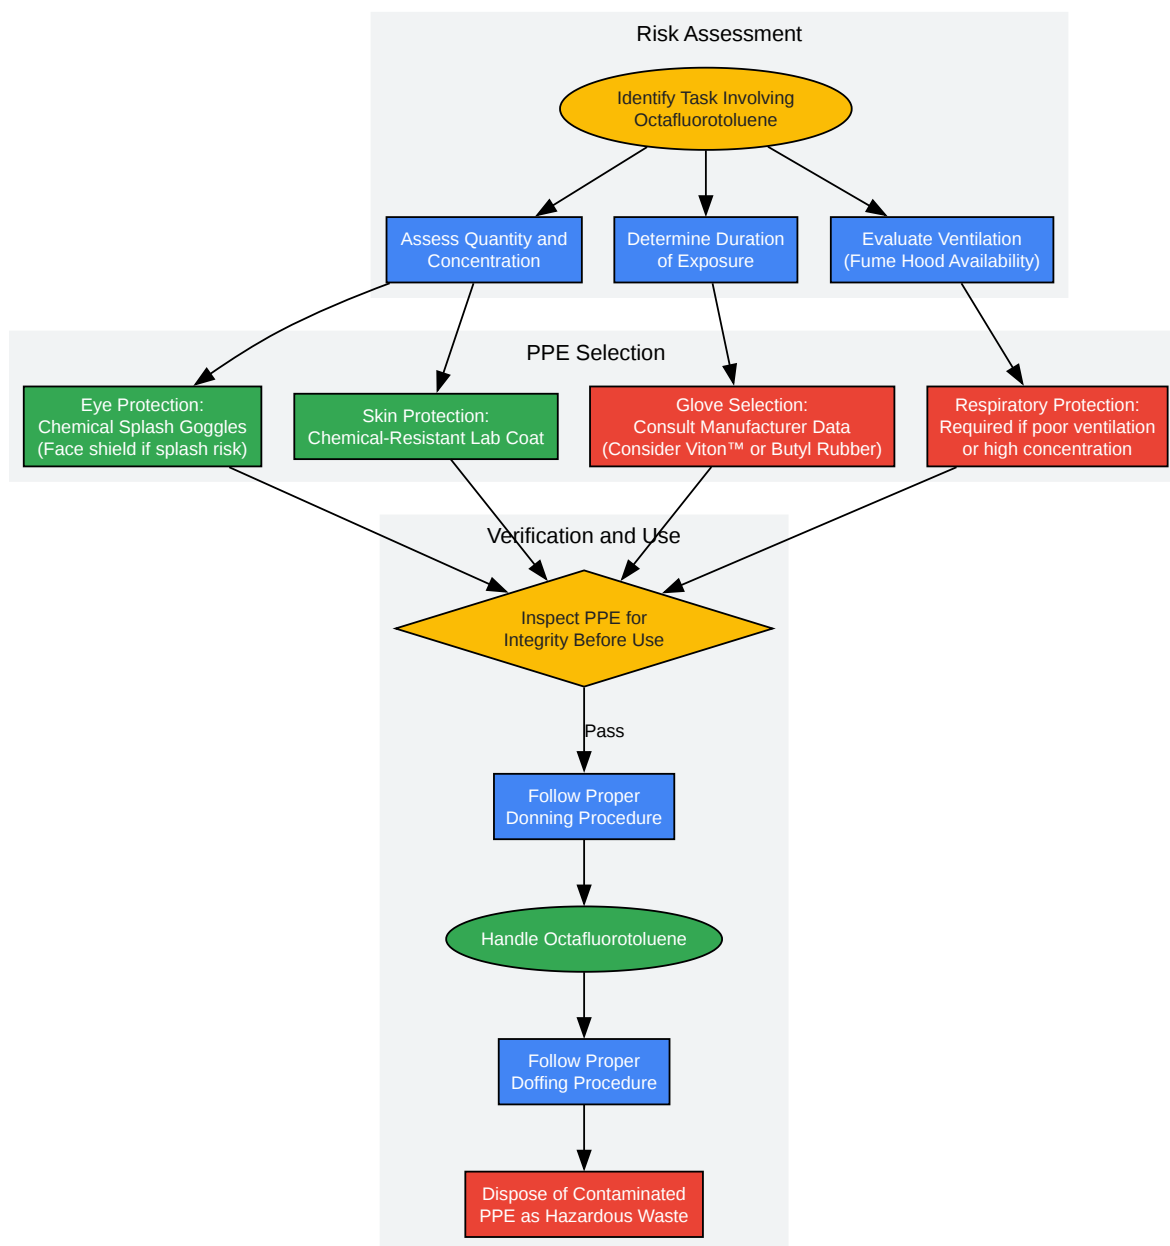 Risk Assessment
Identify Task Involving
Octafluorotoluene
Assess Quantity and
Concentration
Determine Duration
of Exposure
Evaluate Ventilation
(Fume Hood Availability)
PPE Selection
Eye Protection:
Chemical Splash Goggles
(Face shield if splash risk)
Skin Protection:
Chemical-Resistant Lab Coat
Glove Selection:
Consult Manufacturer Data
(Consider Viton™ or Butyl Rubber)
Respiratory Protection:
Required if poor ventilation
or high concentration
Verification and Use
Inspect PPE for
Integrity Before Use
Pass
Follow Proper
Donning Procedure
Handle Octafluorotoluene
Follow Proper
Doffing Procedure
Dispose of Contaminated
PPE as Hazardous Waste